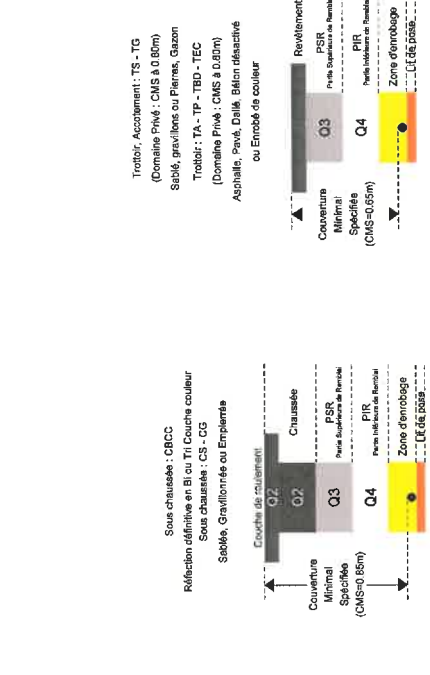 Sous chaussée : CBCC
Réfection définitive en Bi ou Tri Couche couleur
Sous chaussée : CS - CG
Sablée, Gravillonnée ou Empierrée
Couche de roulement
Q2
Q2
Chaussée
Q3
PSR
Partie Supérieure de Remblai
Q4
PIR
Partie Inférieure de Remblai
Zone d'enrobage
Lit de pose
Couverture
Minimal
Spécifiée
(CMS=0.85m)
Trottoir, Accotement : TS - TG
(Domaine Privé : CMS à 0.60m)
Sablé, gravillons ou Pierres, Gazon
Trottoir : TA - TP - TBD - TEC
(Domaine Privé : CMS à 0.60m)
Asphalte, Pavé, Dallé, Béton désactivé
ou Enrobé de couleur
Revêtement
Q3
PSR
Partie Supérieure de Remblai
Q4
PIR
Partie Inférieure de Remblai
Zone d'enrobage
Lit de pose
Couverture
Minimal
Spécifiée
(CMS=0.65m)